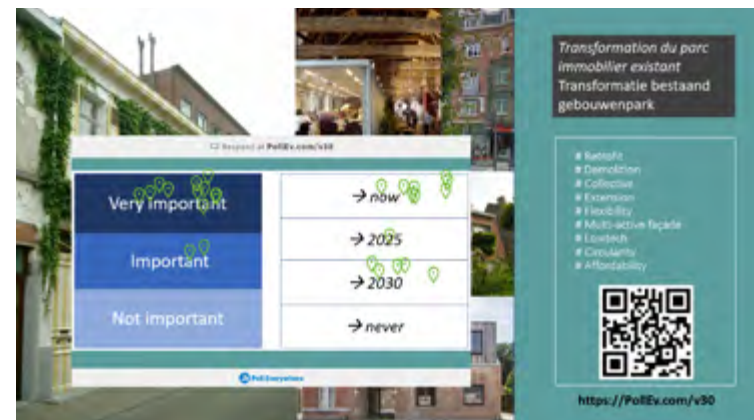 Transformation du parc
immobilier existant
Transformatie bestaand
gebouwenpark
Respond at PollEv.com/v30
Very important
Important
Not important
→ now
→ 2025
→ 2030
→ never
Poll Everywhere
# Retrofit
# Demolition
# Collective
# Extension
# Flexibility
# Multi-active façade
# Lowtech
# Circularity
# Affordability
https://PollEv.com/v30